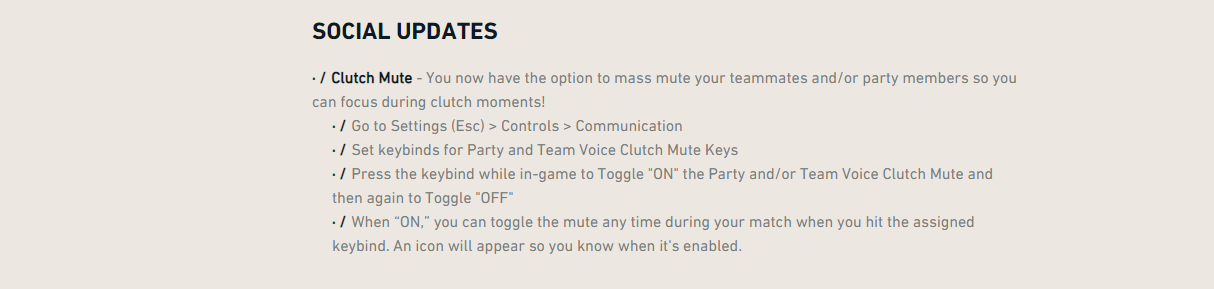 SOCIAL UPDATES
· / Clutch Mute - You now have the option to mass mute your teammates and/or party members so you
can focus during clutch moments!
· / Go to Settings (Esc) > Controls > Communication
· / Set keybinds for Party and Team Voice Clutch Mute Keys
· / Press the keybind while in-game to Toggle "ON" the Party and/or Team Voice Clutch Mute and
then again to Toggle "OFF"
· / When “ON,” you can toggle the mute any time during your match when you hit the assigned
keybind. An icon will appear so you know when it's enabled.